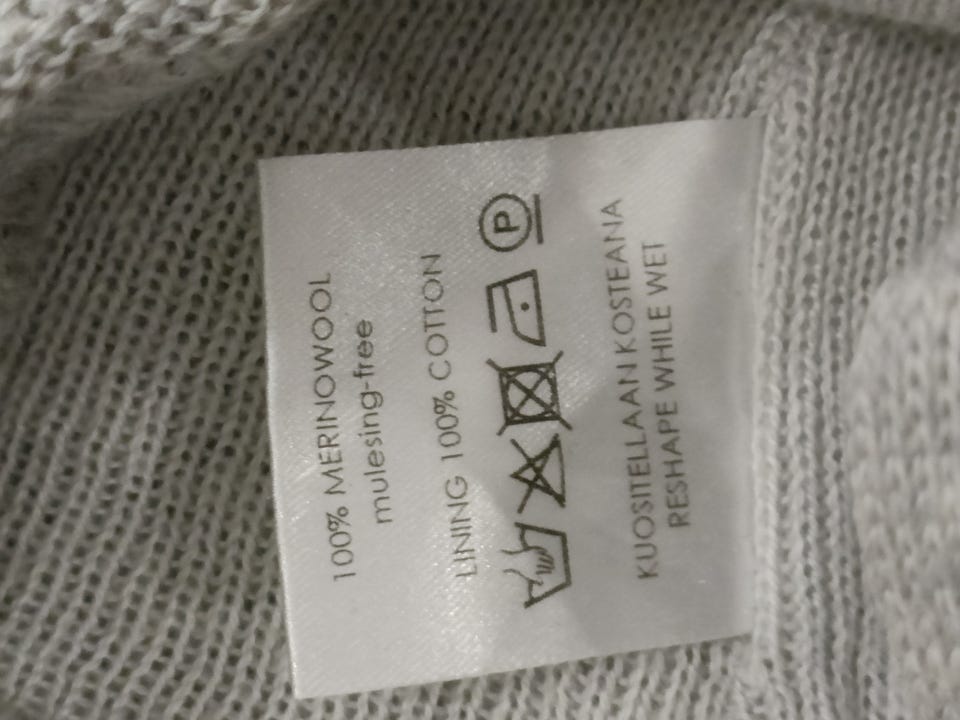 100% MERINOWOOL
mulesing-free
LINING 100% COTTON
P
KUOSITELLAAN KOSTEANA
RESHAPE WHILE WET